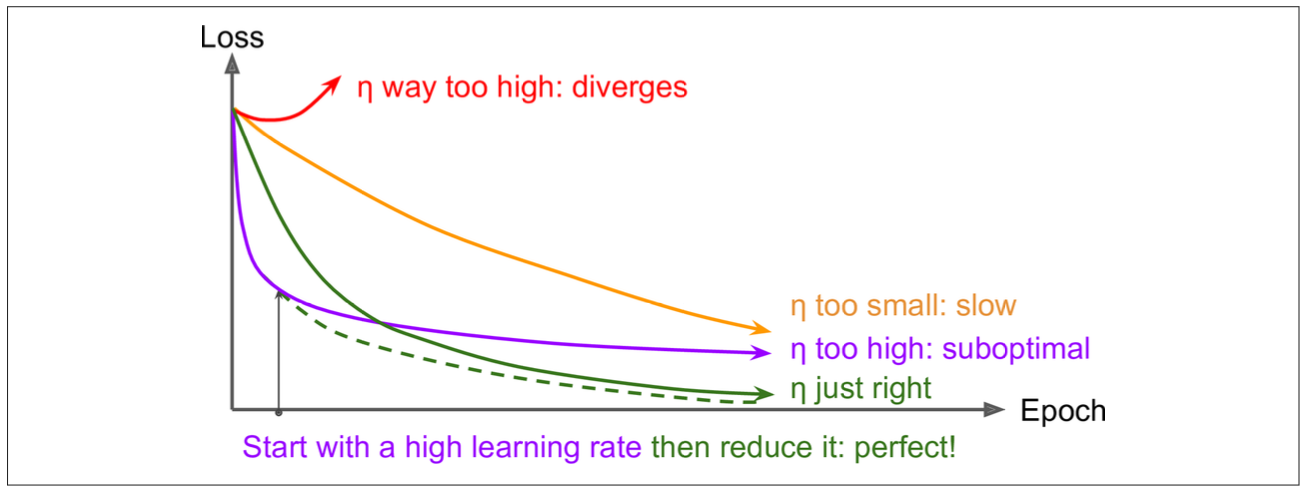 Loss
η way too high: diverges
η too small: slow
η too high: suboptimal
η just right
Epoch
Start with a high learning rate then reduce it: perfect!